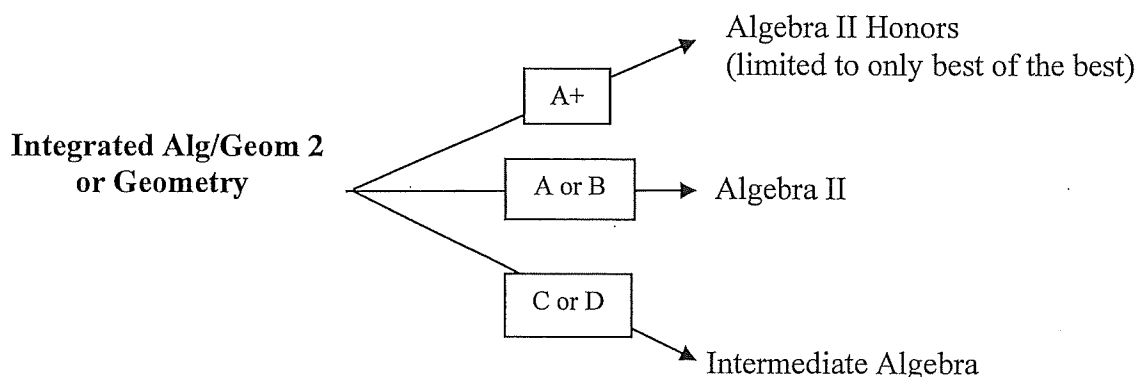 Algebra II Honors
(limited to only best of the best)
A+
Integrated Alg/Geom 2
or Geometry
A or B
Algebra II
C or D
Intermediate Algebra